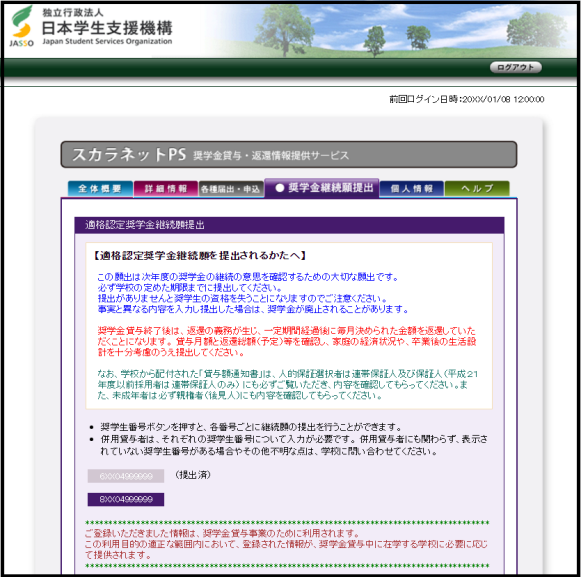 独立行政法人
日本学生支援機構
JASSO Japan Student Services Organization
ログアウト
前回ログイン日時:20XX/01/08 12:00:00
スカラネットPS 奨学金貸与・返還情報提供サービス
全体概要 詳細情報 各種届出・申込 ●奨学金継続願提出 個人情報 ヘルプ
適格認定奨学金継続願提出
【適格認定奨学金継続願を提出されるかたへ】
この願出は次年度の奨学金の継続の意思を確認するための大切な願出です。
必ず学校の定めた期限までに提出してください。
提出がありませんと奨学生の資格を失うことになりますのでご注意ください。
事実と異なる内容を入力し提出した場合は、奨学金が廃止されることがあります。
奨学金貸与終了後は、返還の義務が生じ、一定期間経過後に毎月決められた金額を返還していた
だくことになります。貸与月額と返還総額(予定)等を確認し、家庭の経済状況や、卒業後の生活設
計を十分考慮のうえ提出してください。
なお、学校から配付された「貸与額通知書」は、人的保証選択者は連帯保証人及び保証人(平成21
年度以前採用者は連帯保証人のみ)にも必ずご覧いただき、内容を確認してもらってください。ま
た、未成年者は必ず親権者(後見人)にも内容を確認してもらってください。
• 奨学生番号ボタンを押すと、各番号ごとに継続願の提出を行うことができます。
• 併用貸与者は、それぞれの奨学生番号について入力が必要です。併用貸与者にも関わらず、表示さ
れていない奨学生番号がある場合やその他不明な点は、学校に問い合わせてください。
6XX04999999 (提出済)
8XX04999999
******************************************************************************
ご登録いただきました情報は、奨学金貸与事業のために利用されます。
この利用目的の適正な範囲内において、登録された情報が、奨学金貸与中に在学する学校に必要に応じ
て提供されます。
******************************************************************************